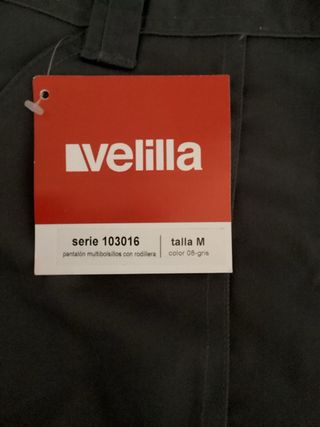 velilla
serie 103016
talla M
pantalón multibolsillos con rodillera
color 08-gris